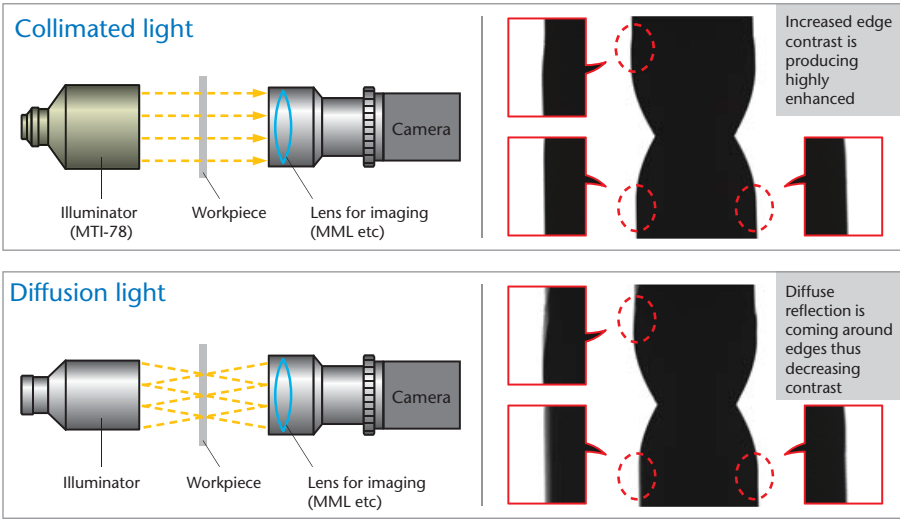 Collimated light
Camera
Illuminator
(MTI-78)
Workpiece
Lens for imaging
(MML etc)
Increased edge
contrast is
producing
highly
enhanced
Diffusion light
Camera
Illuminator
Workpiece
Lens for imaging
(MML etc)
Diffuse
reflection is
coming around
edges thus
decreasing
contrast